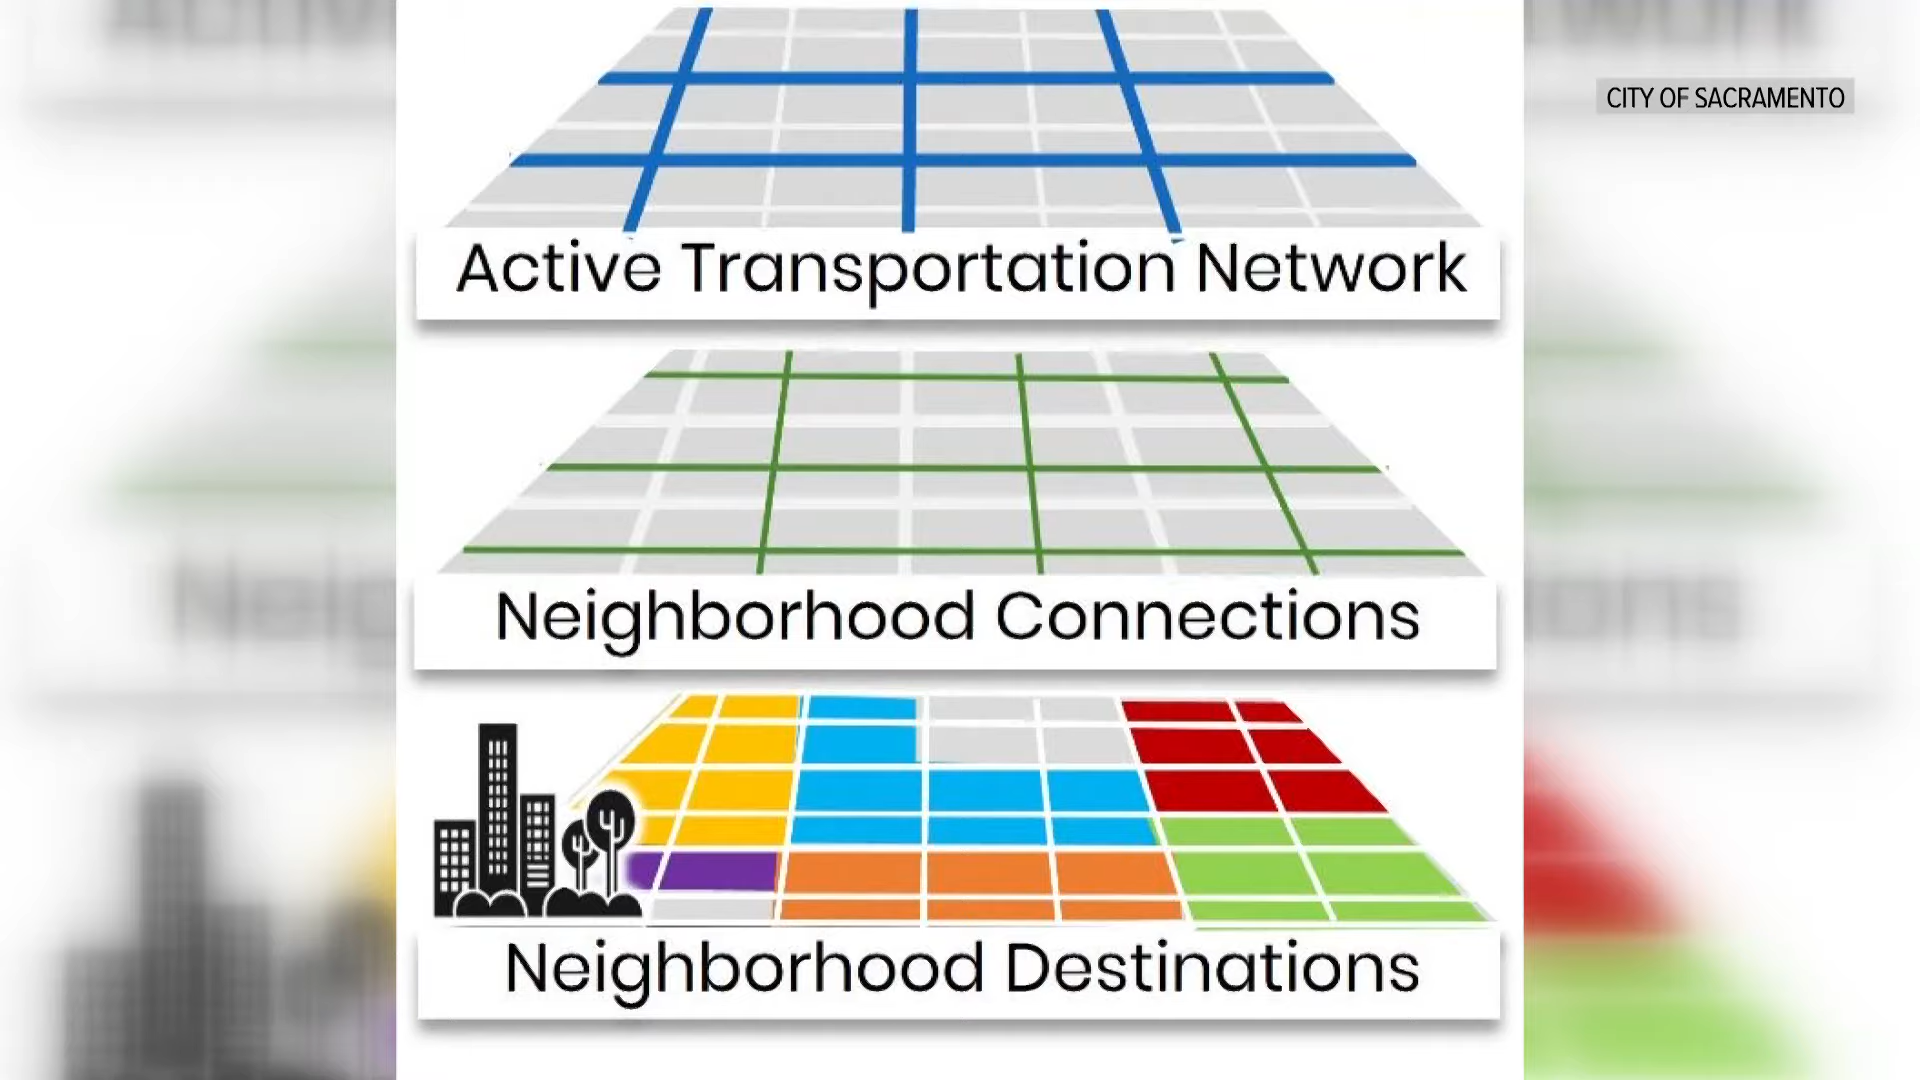 CITY OF SACRAMENTO
Active Transportation Network
Neighborhood Connections
Neighborhood Destinations